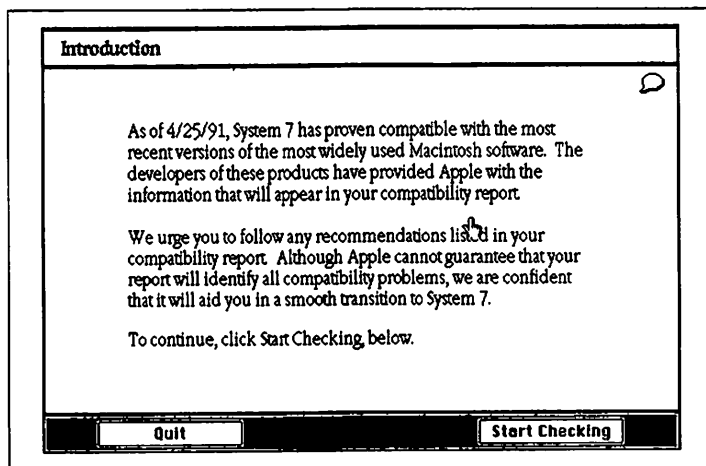 Introduction
As of 4/25/91, System 7 has proven compatible with the most
recent versions of the most widely used Macintosh software. The
developers of these products have provided Apple with the
information that will appear in your compatibility report.
We urge you to follow any recommendations listed in your
compatibility report. Although Apple cannot guarantee that your
report will identify all compatibility problems, we are confident
that it will aid you in a smooth transition to System 7.
To continue, click Start Checking, below.
Quit
Start Checking